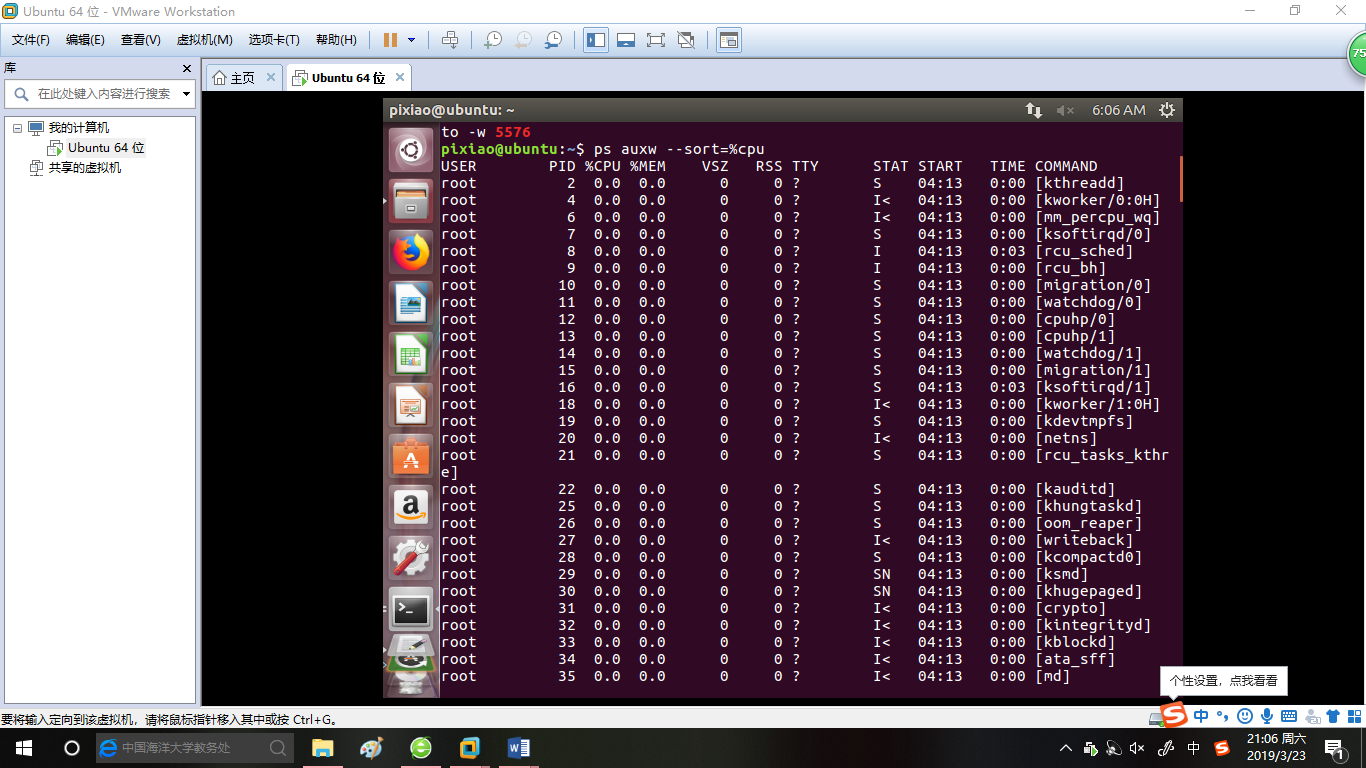 Ubuntu 64 位 - VMware Workstation
文件(F) 编辑(E) 查看(V) 虚拟机(M) 选项卡(T) 帮助(H)
75
库
主页
Ubuntu 64 位
在此处键入内容进行搜索
我的计算机
Ubuntu 64 位
共享的虚拟机
pixiao@ubuntu: ~ 6:06 AM
to -w 5576
pixiao@ubuntu:~$ ps auxw --sort=%cpu
USER PID %CPU %MEM VSZ RSS TTY STAT START TIME COMMAND
root 2 0.0 0.0 0 0 ? S 04:13 0:00 [kthreadd]
root 4 0.0 0.0 0 0 ? I< 04:13 0:00 [kworker/0:0H]
root 6 0.0 0.0 0 0 ? I< 04:13 0:00 [mm_percpu_wq]
root 7 0.0 0.0 0 0 ? S 04:13 0:00 [ksoftirqd/0]
root 8 0.0 0.0 0 0 ? I 04:13 0:03 [rcu_sched]
root 9 0.0 0.0 0 0 ? I 04:13 0:00 [rcu_bh]
root 10 0.0 0.0 0 0 ? S 04:13 0:00 [migration/0]
root 11 0.0 0.0 0 0 ? S 04:13 0:00 [watchdog/0]
root 12 0.0 0.0 0 0 ? S 04:13 0:00 [cpuhp/0]
root 13 0.0 0.0 0 0 ? S 04:13 0:00 [cpuhp/1]
root 14 0.0 0.0 0 0 ? S 04:13 0:00 [watchdog/1]
root 15 0.0 0.0 0 0 ? S 04:13 0:00 [migration/1]
root 16 0.0 0.0 0 0 ? S 04:13 0:03 [ksoftirqd/1]
root 18 0.0 0.0 0 0 ? I< 04:13 0:00 [kworker/1:0H]
root 19 0.0 0.0 0 0 ? S 04:13 0:00 [kdevtmpfs]
root 20 0.0 0.0 0 0 ? I< 04:13 0:00 [netns]
root 21 0.0 0.0 0 0 ? S 04:13 0:00 [rcu_tasks_kthr
e]
root 22 0.0 0.0 0 0 ? S 04:13 0:00 [kauditd]
root 25 0.0 0.0 0 0 ? S 04:13 0:00 [khungtaskd]
root 26 0.0 0.0 0 0 ? S 04:13 0:00 [oom_reaper]
root 27 0.0 0.0 0 0 ? I< 04:13 0:00 [writeback]
root 28 0.0 0.0 0 0 ? S 04:13 0:00 [kcompactd0]
root 29 0.0 0.0 0 0 ? SN 04:13 0:00 [ksmd]
root 30 0.0 0.0 0 0 ? SN 04:13 0:00 [khugepaged]
root 31 0.0 0.0 0 0 ? I< 04:13 0:00 [crypto]
root 32 0.0 0.0 0 0 ? I< 04:13 0:00 [kintegrityd]
root 33 0.0 0.0 0 0 ? I< 04:13 0:00 [kblockd]
root 34 0.0 0.0 0 0 ? I< 04:13 0:00 [ata_sff]
root 35 0.0 0.0 0 0 ? I< 04:13 0:00 [md]
个性设置，点我看看
要将输入定向到该虚拟机，请将鼠标指针移入其中或按 Ctrl+G。
中
中国海洋大学教务处
中
21:06 周六
2019/3/23
1